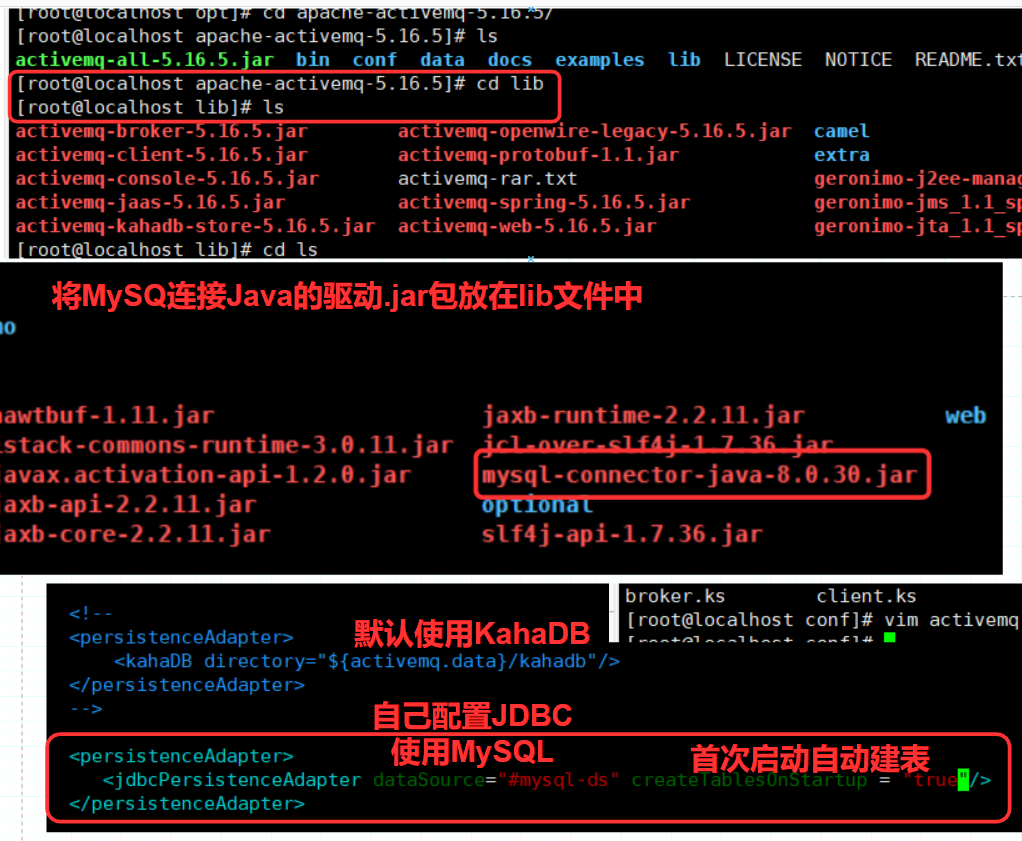 [root@localhost opt]# cd apache-activemq-5.16.5/
[root@localhost apache-activemq-5.16.5]# ls
activemq-all-5.16.5.jar bin conf data docs examples lib LICENSE NOTICE README.txt
[root@localhost apache-activemq-5.16.5]# cd lib
[root@localhost lib]# ls
activemq-broker-5.16.5.jar activemq-openwire-legacy-5.16.5.jar camel
activemq-client-5.16.5.jar activemq-protobuf-1.1.jar extra
activemq-console-5.16.5.jar activemq-rar.txt geronimo-j2ee-manag
activemq-jaas-5.16.5.jar activemq-spring-5.16.5.jar geronimo-jms_1.1_sp
activemq-kahadb-store-5.16.5.jar activemq-web-5.16.5.jar geronimo-jta_1.1_sp
[root@localhost lib]# cd ls
将MySQ连接Java的驱动.jar包放在lib文件中
no
awtbuf-1.11.jar jaxb-runtime-2.2.11.jar web
istack-commons-runtime-3.0.11.jar jcl-over-slf4j-1.7.36.jar
javax.activation-api-1.2.0.jar mysql-connector-java-8.0.30.jar
jaxb-api-2.2.11.jar optional
jaxb-core-2.2.11.jar slf4j-api-1.7.36.jar
broker.ks client.ks
[root@localhost conf]# vim activemq
[root@localhost conf]#
<!--
<persistenceAdapter>
默认使用KahaDB
<kahaDB directory="${activemq.data}/kahadb"/>
</persistenceAdapter>
-->
自己配置JDBC
使用MySQL
首次启动自动建表
<persistenceAdapter>
<jdbcPersistenceAdapter dataSource="#mysql-ds" createTablesOnStartup = "true"/>
</persistenceAdapter>